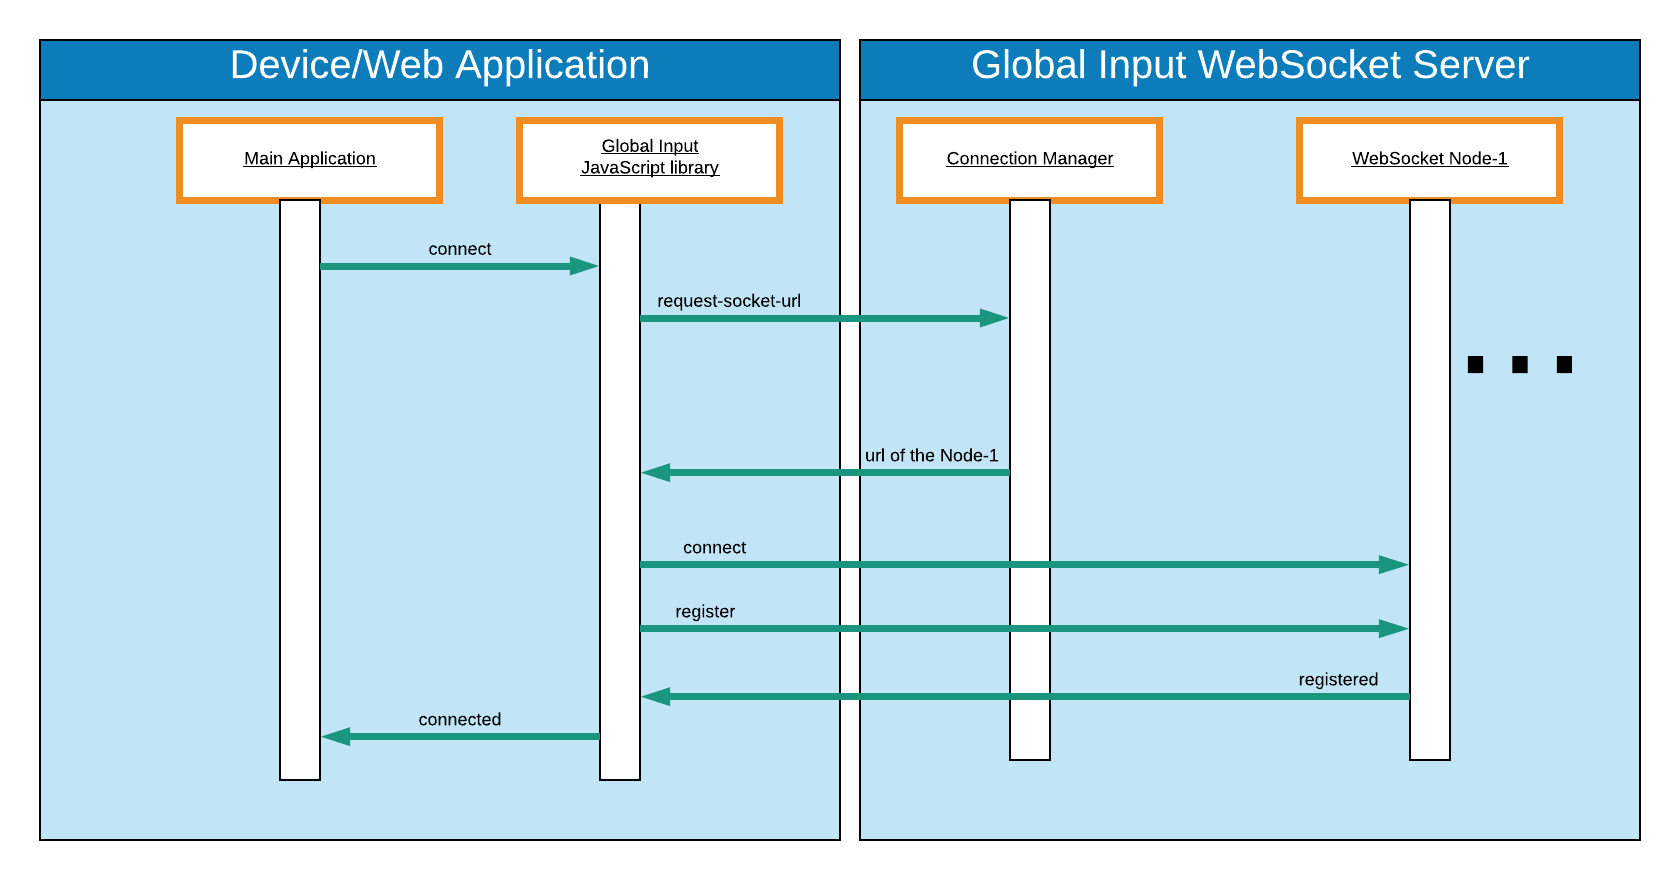 Device/Web Application
Global Input WebSocket Server
Main Application
Global Input
JavaScript library
Connection Manager
WebSocket Node-1
connect
request-socket-url
url of the Node-1
connect
register
registered
connected